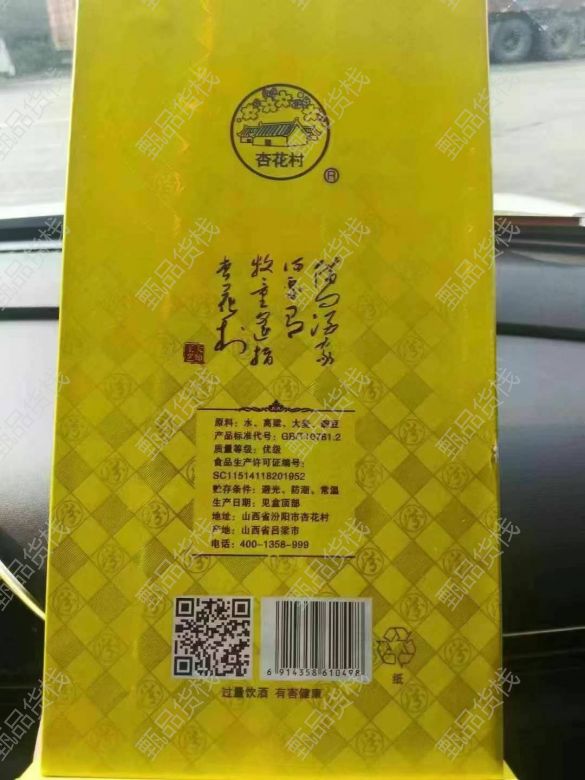 杏花村
R
借问酒家
何处有
牧童遥指
杏花村
原料：水、高粱、大麦、豌豆
产品标准代号：GB/T10781.2
质量等级：优级
食品生产许可证编号：
SC11514118201952
贮存条件：避光、防潮、常温
生产日期：见盒顶部
地址：山西省汾阳市杏花村
产地：山西省吕梁市
电话：400-1358-999
6 914358 610498
纸
过量饮酒 有害健康
甄品货栈